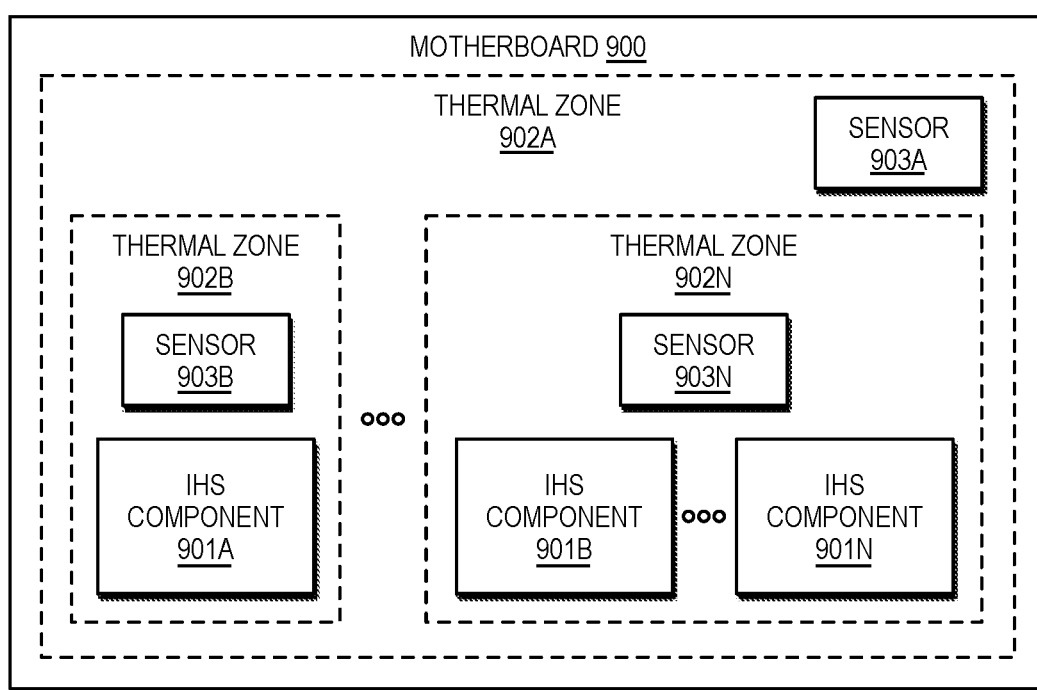 MOTHERBOARD 900
THERMAL ZONE
902A
SENSOR
903A
THERMAL ZONE
902B
SENSOR
903B
IHS
COMPONENT
901A
THERMAL ZONE
902N
SENSOR
903N
IHS
COMPONENT
901B
IHS
COMPONENT
901N